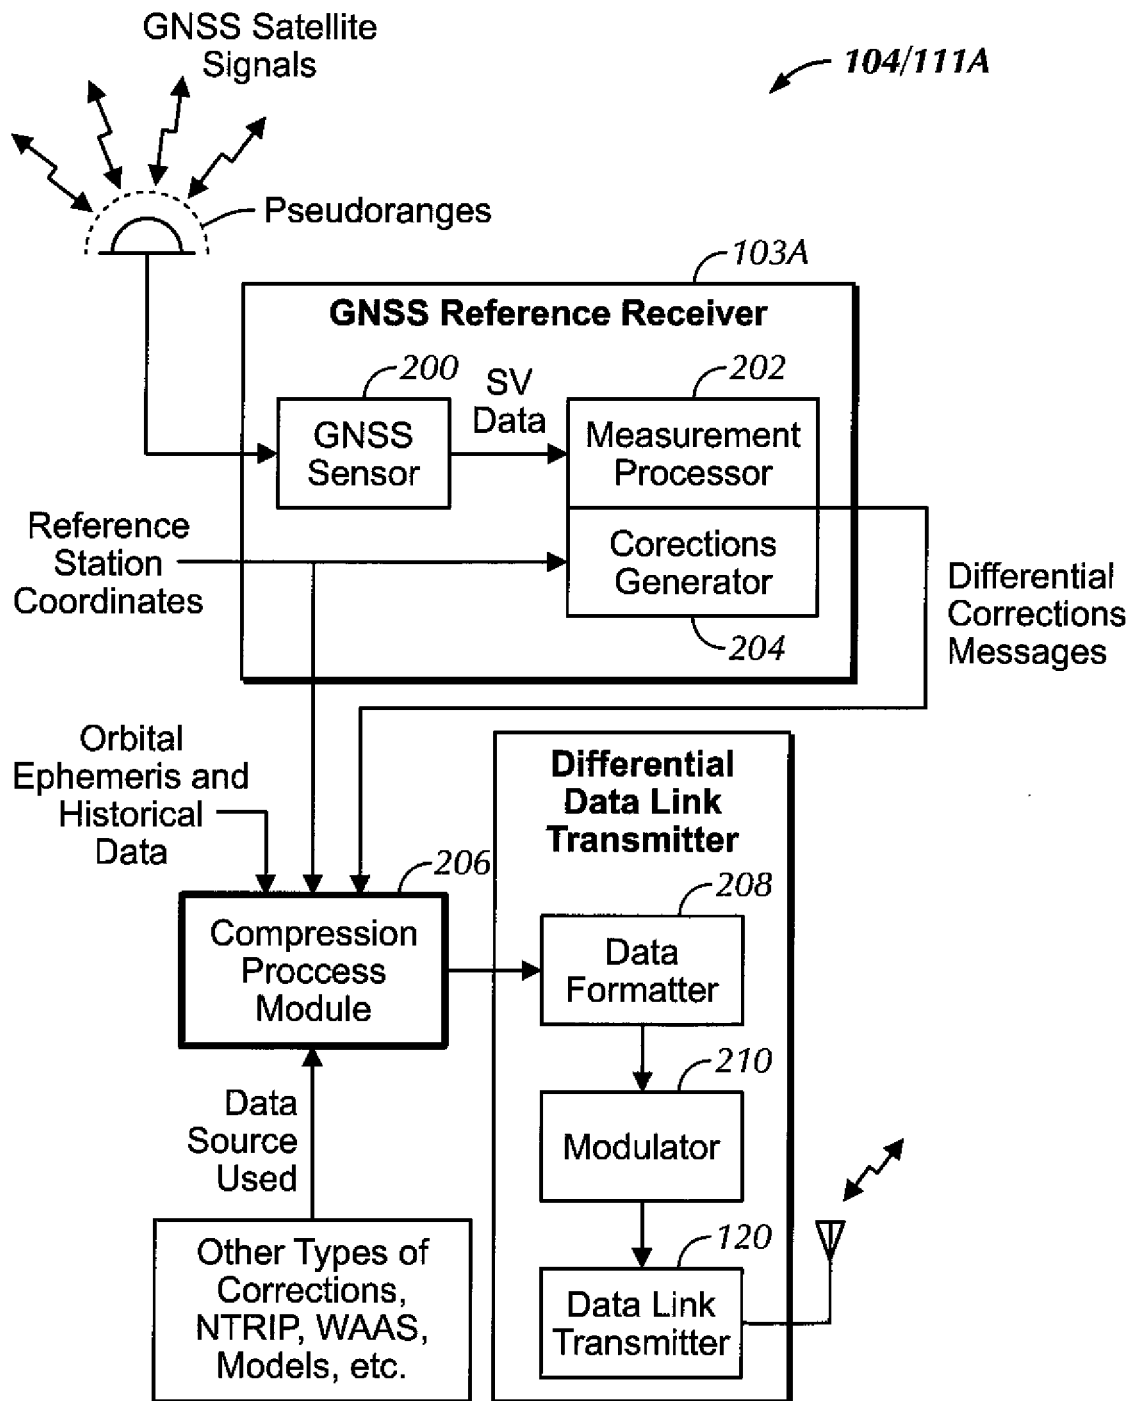 GNSS Satellite
Signals
104/111A
Pseudoranges
103A
GNSS Reference Receiver
200
SV
Data
202
GNSS
Sensor
Measurement
Processor
Reference
Station
Coordinates
Corections
Generator
204
Differential
Corrections
Messages
Orbital
Ephemeris and
Historical
Data
Differential
Data Link
Transmitter
206
208
Compression
Proccess
Module
Data
Formatter
210
Data
Source
Used
Modulator
120
Other Types of
Corrections,
NTRIP, WAAS,
Models, etc.
Data Link
Transmitter